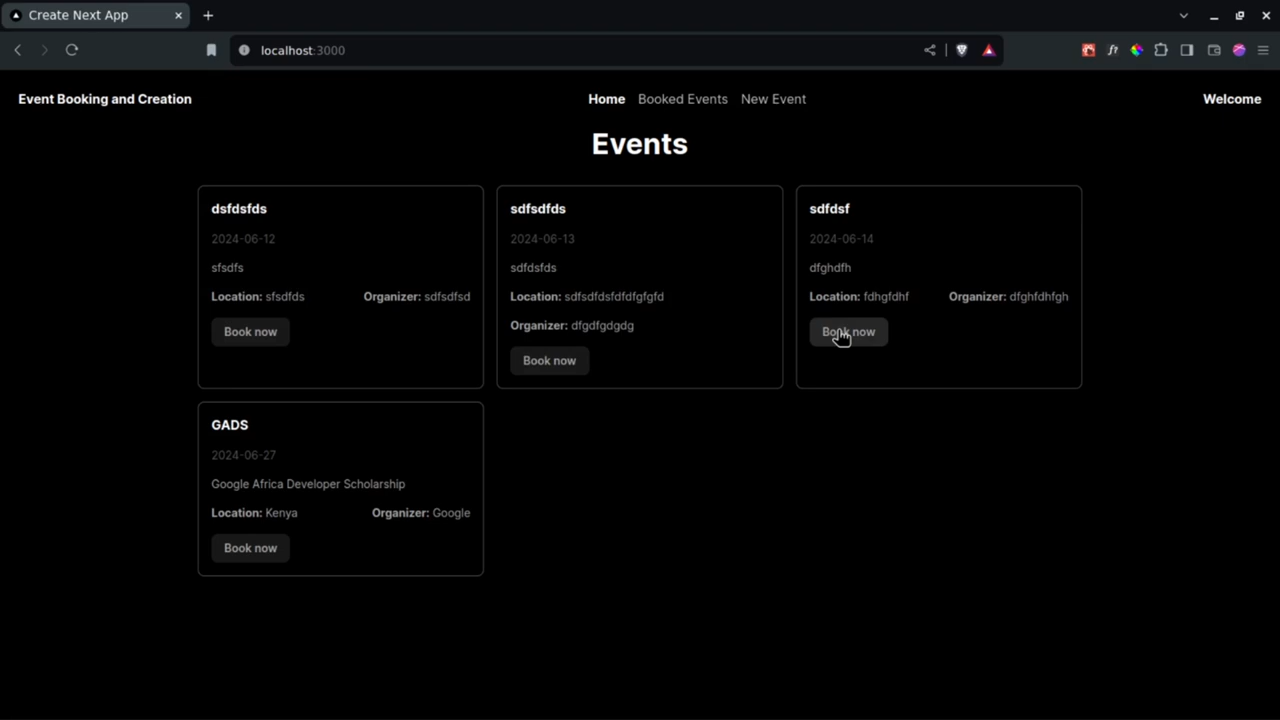 Create Next App
localhost:3000
Event Booking and Creation
Home Booked Events New Event
Welcome
Events
dsfdsfds
2024-06-12
sfsdfs
Location: sfsdfds Organizer: sdfsdfsd
Book now
sdfsdfds
2024-06-13
sdfdsfds
Location: sdfsdfdsfdfdfgfgfd
Organizer: dfgdfgdgdg
Book now
sdfdsf
2024-06-14
dfghdfh
Location: fdhgfdhf Organizer: dfghfdhfgh
Book now
GADS
2024-06-27
Google Africa Developer Scholarship
Location: Kenya Organizer: Google
Book now